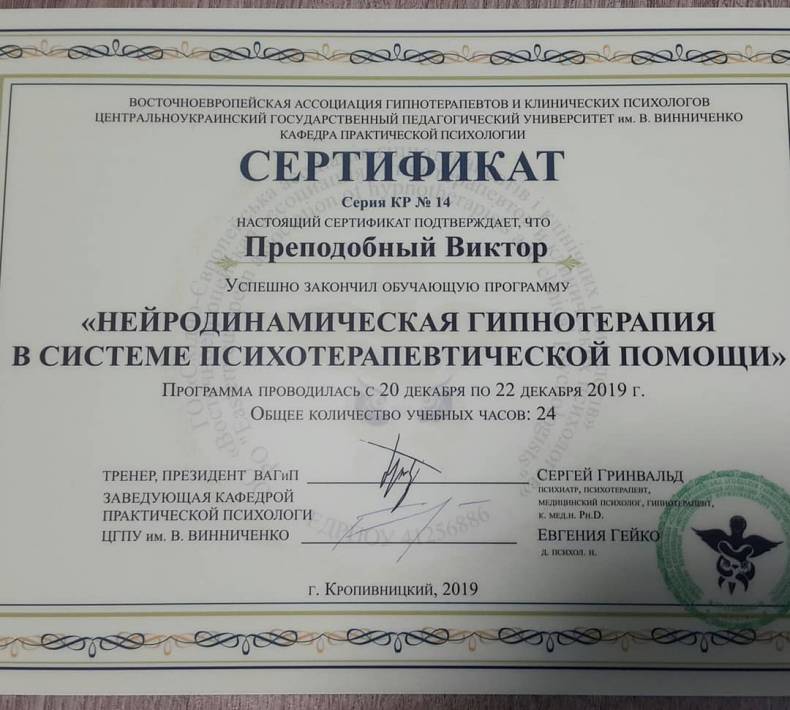 ВОСТОЧНОЕВРОПЕЙСКАЯ АССОЦИАЦИЯ ГИПНОТЕРАПЕВТОВ И КЛИНИЧЕСКИХ ПСИХОЛОГОВ
ЦЕНТРАЛЬНОУКРАИНСКИЙ ГОСУДАРСТВЕННЫЙ ПЕДАГОГИЧЕСКИЙ УНИВЕРСИТЕТ им. В. ВИННИЧЕНКО
КАФЕДРА ПРАКТИЧЕСКОЙ ПСИХОЛОГИИ
СЕРТИФИКАТ
Серия КР № 14
НАСТОЯЩИЙ СЕРТИФИКАТ ПОДТВЕРЖДАЕТ, ЧТО
Преподобный Виктор
Успешно закончил обучающую программу
«НЕЙРОДИНАМИЧЕСКАЯ ГИПНОТЕРАПИЯ
В СИСТЕМЕ ПСИХОТЕРАПЕВТИЧЕСКОЙ ПОМОЩИ»
Программа проводилась с 20 декабря по 22 декабря 2019 г.
Общее количество учебных часов: 24
ТРЕНЕР, ПРЕЗИДЕНТ ВАГиП
СЕРГЕЙ ГРИНВАЛЬД
психиатр, психотерапевт,
медицинский психолог, гипнотерапевт,
к. мед.н. Ph.D.
ЗАВЕДУЮЩАЯ КАФЕДРОЙ
ПРАКТИЧЕСКОЙ ПСИХОЛОГИ
ЦГПУ им. В. ВИННИЧЕНКО
ЕВГЕНИЯ ГЕЙКО
д. психол. н.
ЕДРПОУ 41256886
г. Кропивницкий, 2019